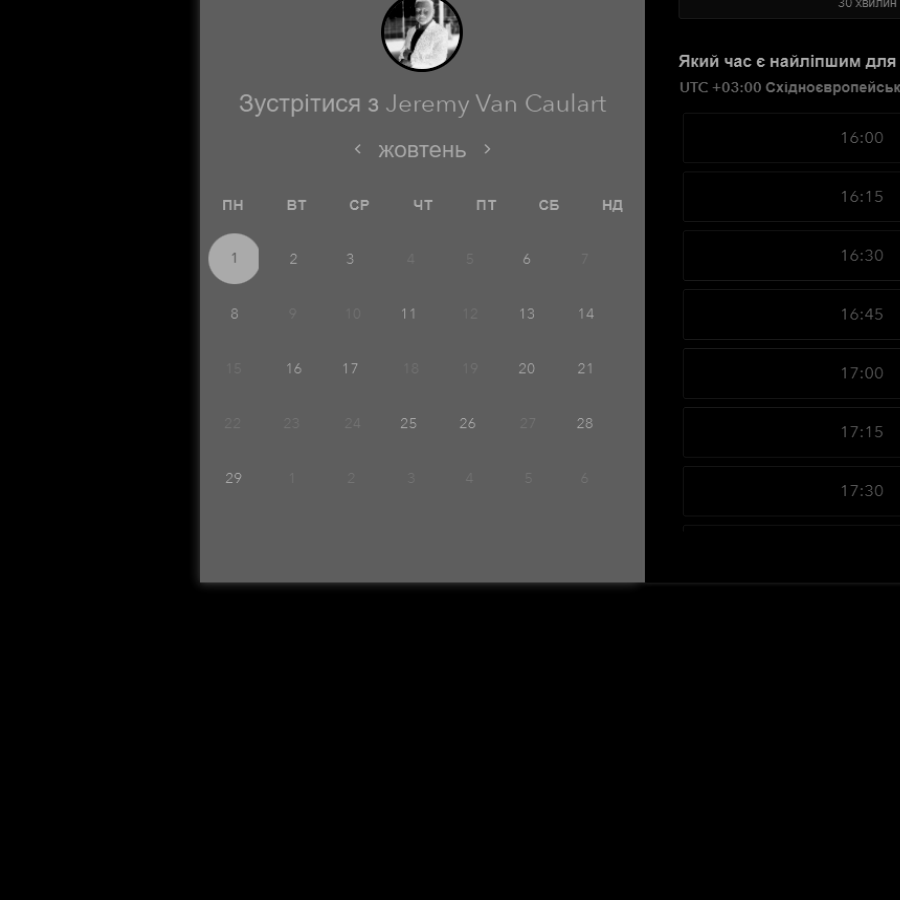 Зустрітися з Jeremy Van Caulart
‹ жовтень ›
ПН ВТ СР ЧТ ПТ СБ НД
1 2 3 4 5 6 7
8 9 10 11 12 13 14
15 16 17 18 19 20 21
22 23 24 25 26 27 28
29 1 2 3 4 5 6
30 хвилин
Який час є найліпшим для
UTC +03:00 Східноєвропейськ
16:00
16:15
16:30
16:45
17:00
17:15
17:30